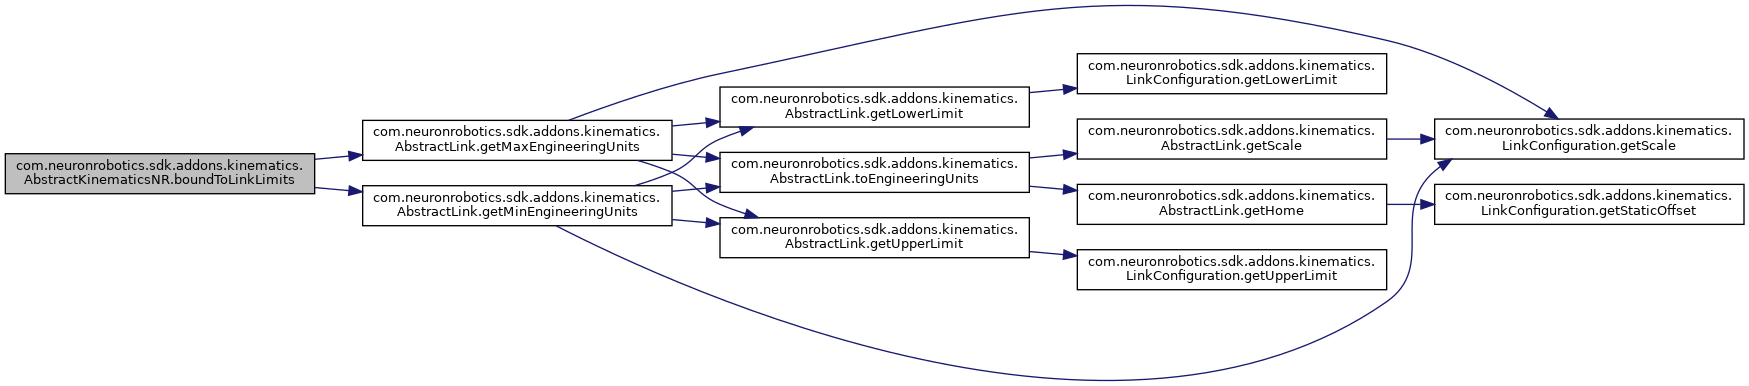 com.neuronrobotics.sdk.addons.kinematics.
AbstractKinematicsNR.boundToLinkLimits
com.neuronrobotics.sdk.addons.kinematics.
AbstractLink.getMaxEngineeringUnits
com.neuronrobotics.sdk.addons.kinematics.
AbstractLink.getMinEngineeringUnits
com.neuronrobotics.sdk.addons.kinematics.
AbstractLink.getLowerLimit
com.neuronrobotics.sdk.addons.kinematics.
AbstractLink.toEngineeringUnits
com.neuronrobotics.sdk.addons.kinematics.
AbstractLink.getUpperLimit
com.neuronrobotics.sdk.addons.kinematics.
LinkConfiguration.getLowerLimit
com.neuronrobotics.sdk.addons.kinematics.
AbstractLink.getScale
com.neuronrobotics.sdk.addons.kinematics.
AbstractLink.getHome
com.neuronrobotics.sdk.addons.kinematics.
LinkConfiguration.getUpperLimit
com.neuronrobotics.sdk.addons.kinematics.
LinkConfiguration.getScale
com.neuronrobotics.sdk.addons.kinematics.
LinkConfiguration.getStaticOffset